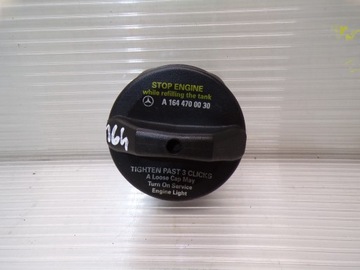 STOP ENGINE
while refilling the tank
A 164 470 00 30
TIGHTEN PAST 3 CLICKS
A Loose Cap May
Turn On Service
Engine Light